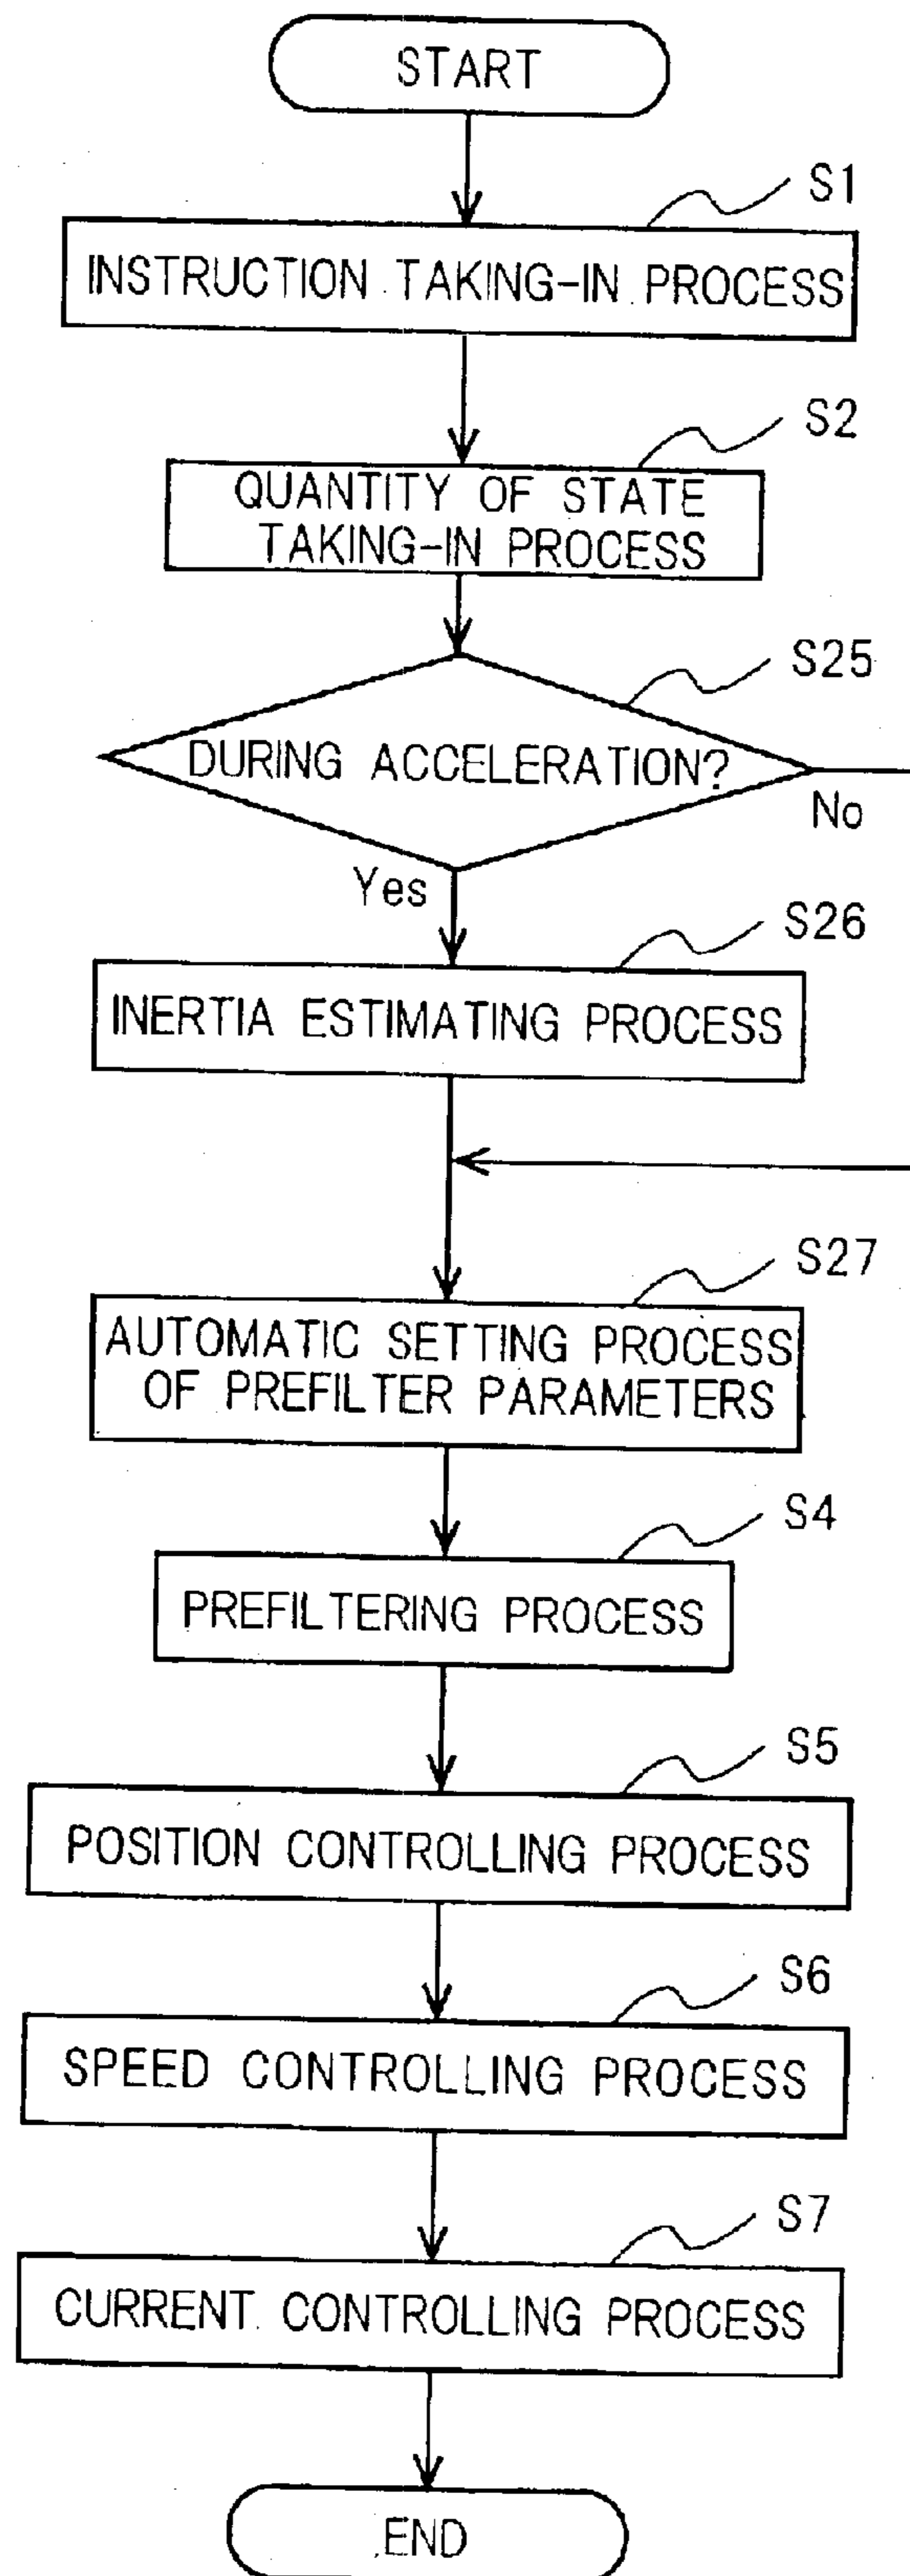 START
S1
INSTRUCTION TAKING-IN PROCESS
S2
QUANTITY OF STATE
TAKING-IN PROCESS
S25
DURING ACCELERATION?
No
Yes
S26
INERTIA ESTIMATING PROCESS
S27
AUTOMATIC SETTING PROCESS
OF PREFILTER PARAMETERS
S4
PREFILTERING PROCESS
S5
POSITION CONTROLLING PROCESS
S6
SPEED CONTROLLING PROCESS
S7
CURRENT CONTROLLING PROCESS
END